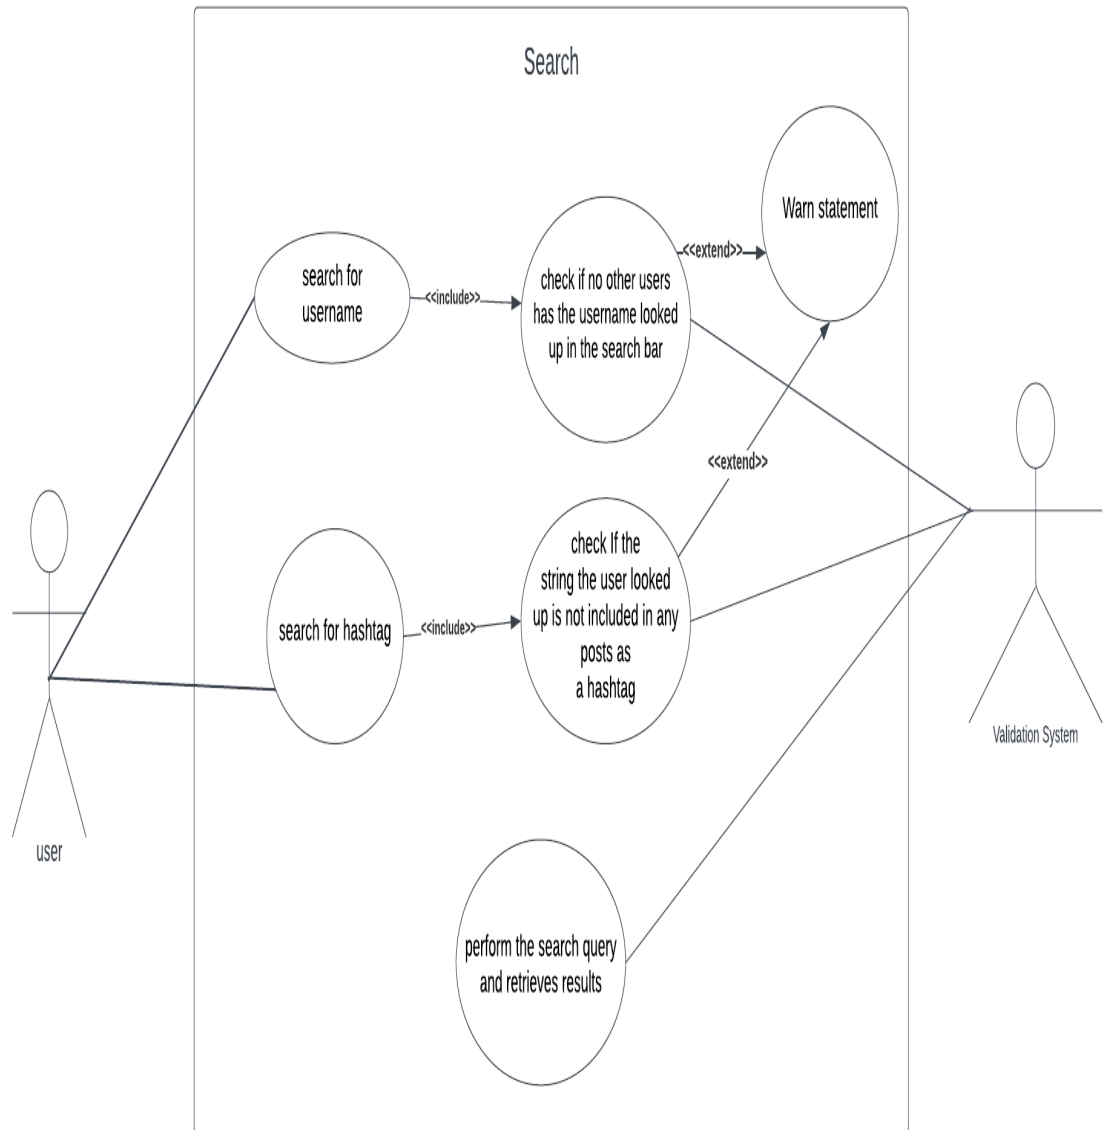 Search
Warn statement
<<extend>>
search for
username
<<include>>
check if no other users
has the username looked
up in the search bar
<<extend>>
check If the
string the user looked
up is not included in any
posts as
a hashtag
search for hashtag
<<include>>
Validation System
user
perform the search query
and retrieves results